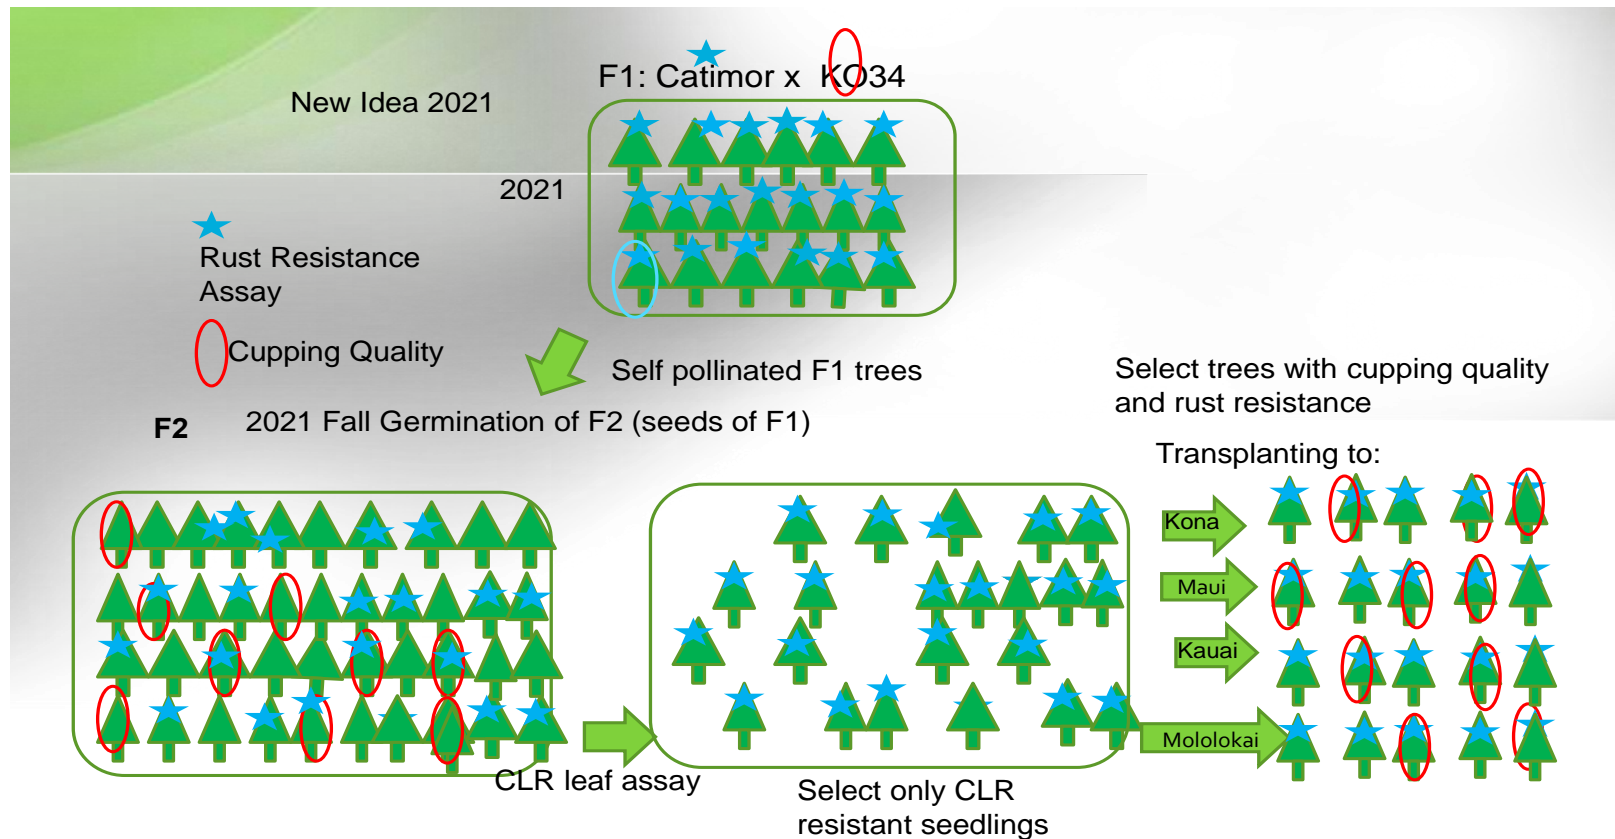 F1: Catimor x KO34
New Idea 2021
2021
Rust Resistance
Assay
Cupping Quality
Self pollinated F1 trees
Select trees with cupping quality
and rust resistance
F2
2021 Fall Germination of F2 (seeds of F1)
Transplanting to:
Kona
Maui
Kauai
Mololokai
CLR leaf assay
Select only CLR
resistant seedlings